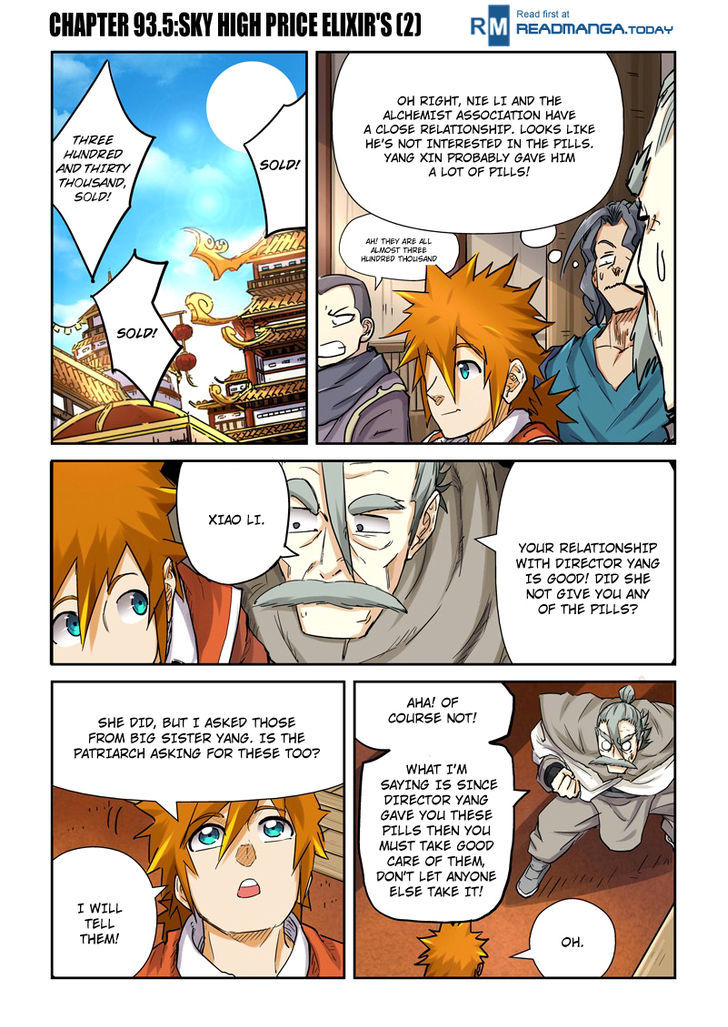 CHAPTER 93.5:SKY HIGH PRICE ELIXIR'S (2)
Read first at
RM READMANGA.TODAY
THREE
HUNDRED
AND THIRTY
THOUSAND,
SOLD!
SOLD!
SOLD!
OH RIGHT, NIE LI AND THE
ALCHEMIST ASSOCIATION HAVE
A CLOSE RELATIONSHIP. LOOKS LIKE
HE'S NOT INTERESTED IN THE PILLS.
YANG XIN PROBABLY GAVE HIM
A LOT OF PILLS!
AH! THEY ARE ALL
ALMOST THREE
HUNDRED THOUSAND
XIAO LI.
YOUR RELATIONSHIP
WITH DIRECTOR YANG
IS GOOD! DID SHE
NOT GIVE YOU ANY
OF THE PILLS?
SHE DID, BUT I ASKED THOSE
FROM BIG SISTER YANG. IS THE
PATRIARCH ASKING FOR THESE TOO?
I WILL
TELL
THEM!
AHA! OF
COURSE NOT!
WHAT I'M
SAYING IS SINCE
DIRECTOR YANG
GAVE YOU THESE
PILLS THEN YOU
MUST TAKE GOOD
CARE OF THEM,
DON'T LET ANYONE
ELSE TAKE IT!
OH.